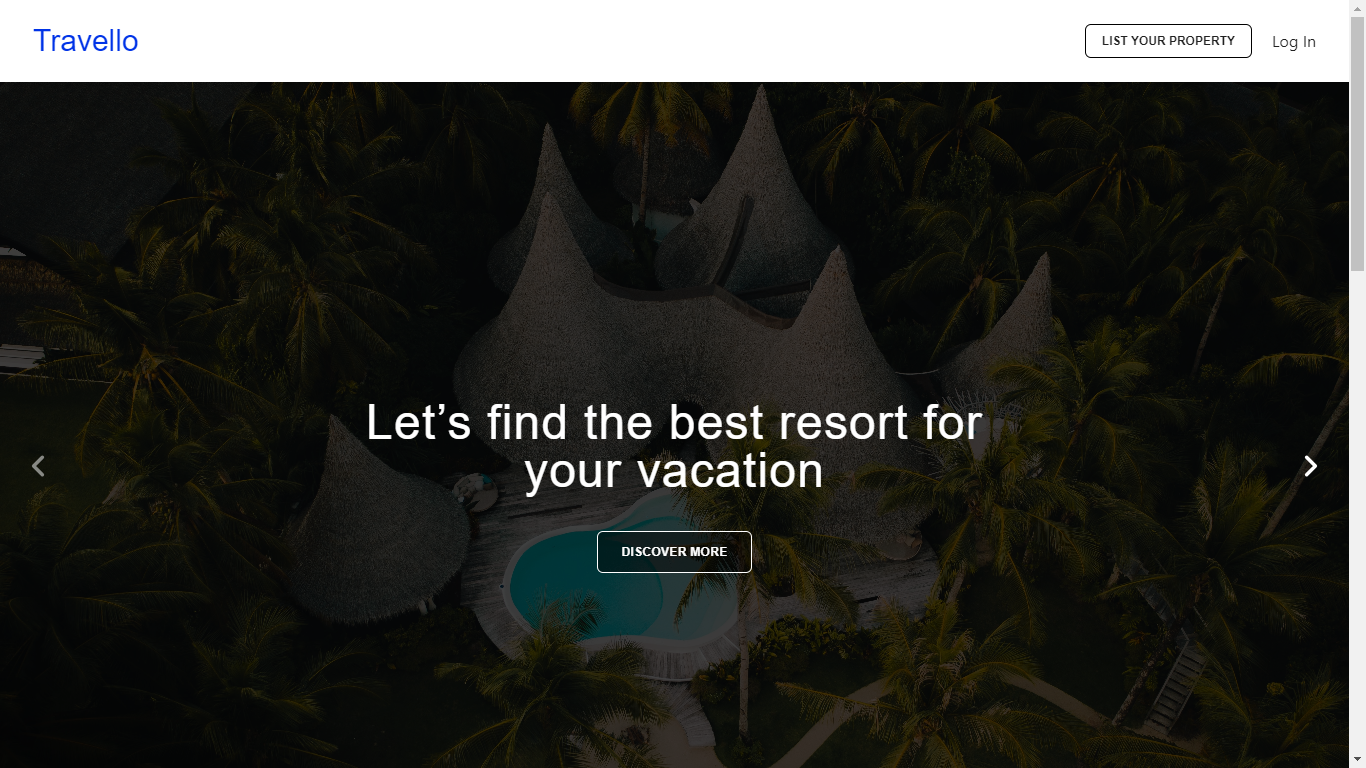 Travello
LIST YOUR PROPERTY
Log In
Let’s find the best resort for
your vacation
DISCOVER MORE